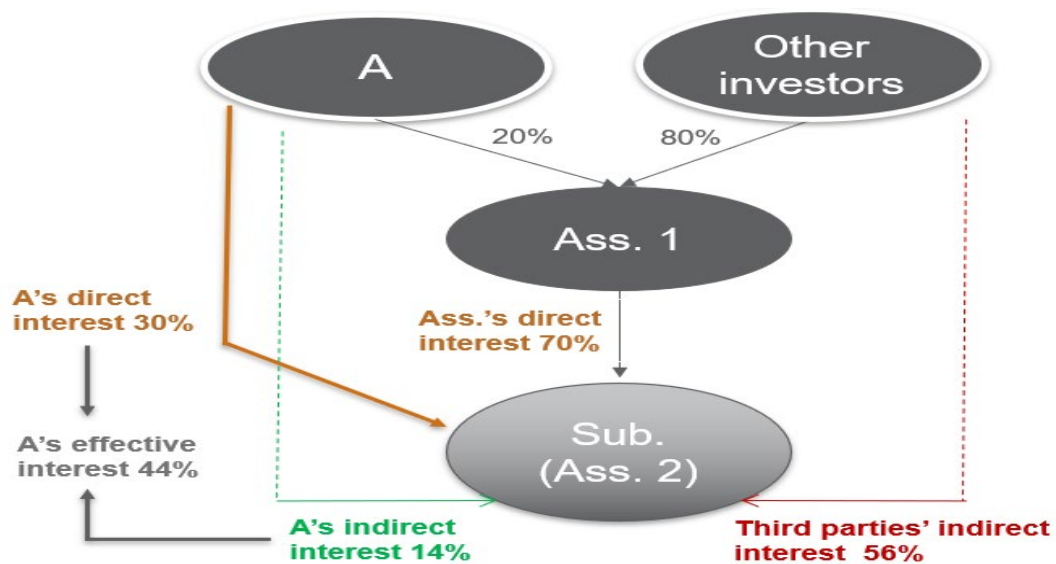 A
Other
investors
20%
80%
Ass. 1
A’s direct
interest 30%
Ass.’s direct
interest 70%
A’s effective
interest 44%
Sub.
(Ass. 2)
A’s indirect
interest 14%
Third parties’ indirect
interest 56%